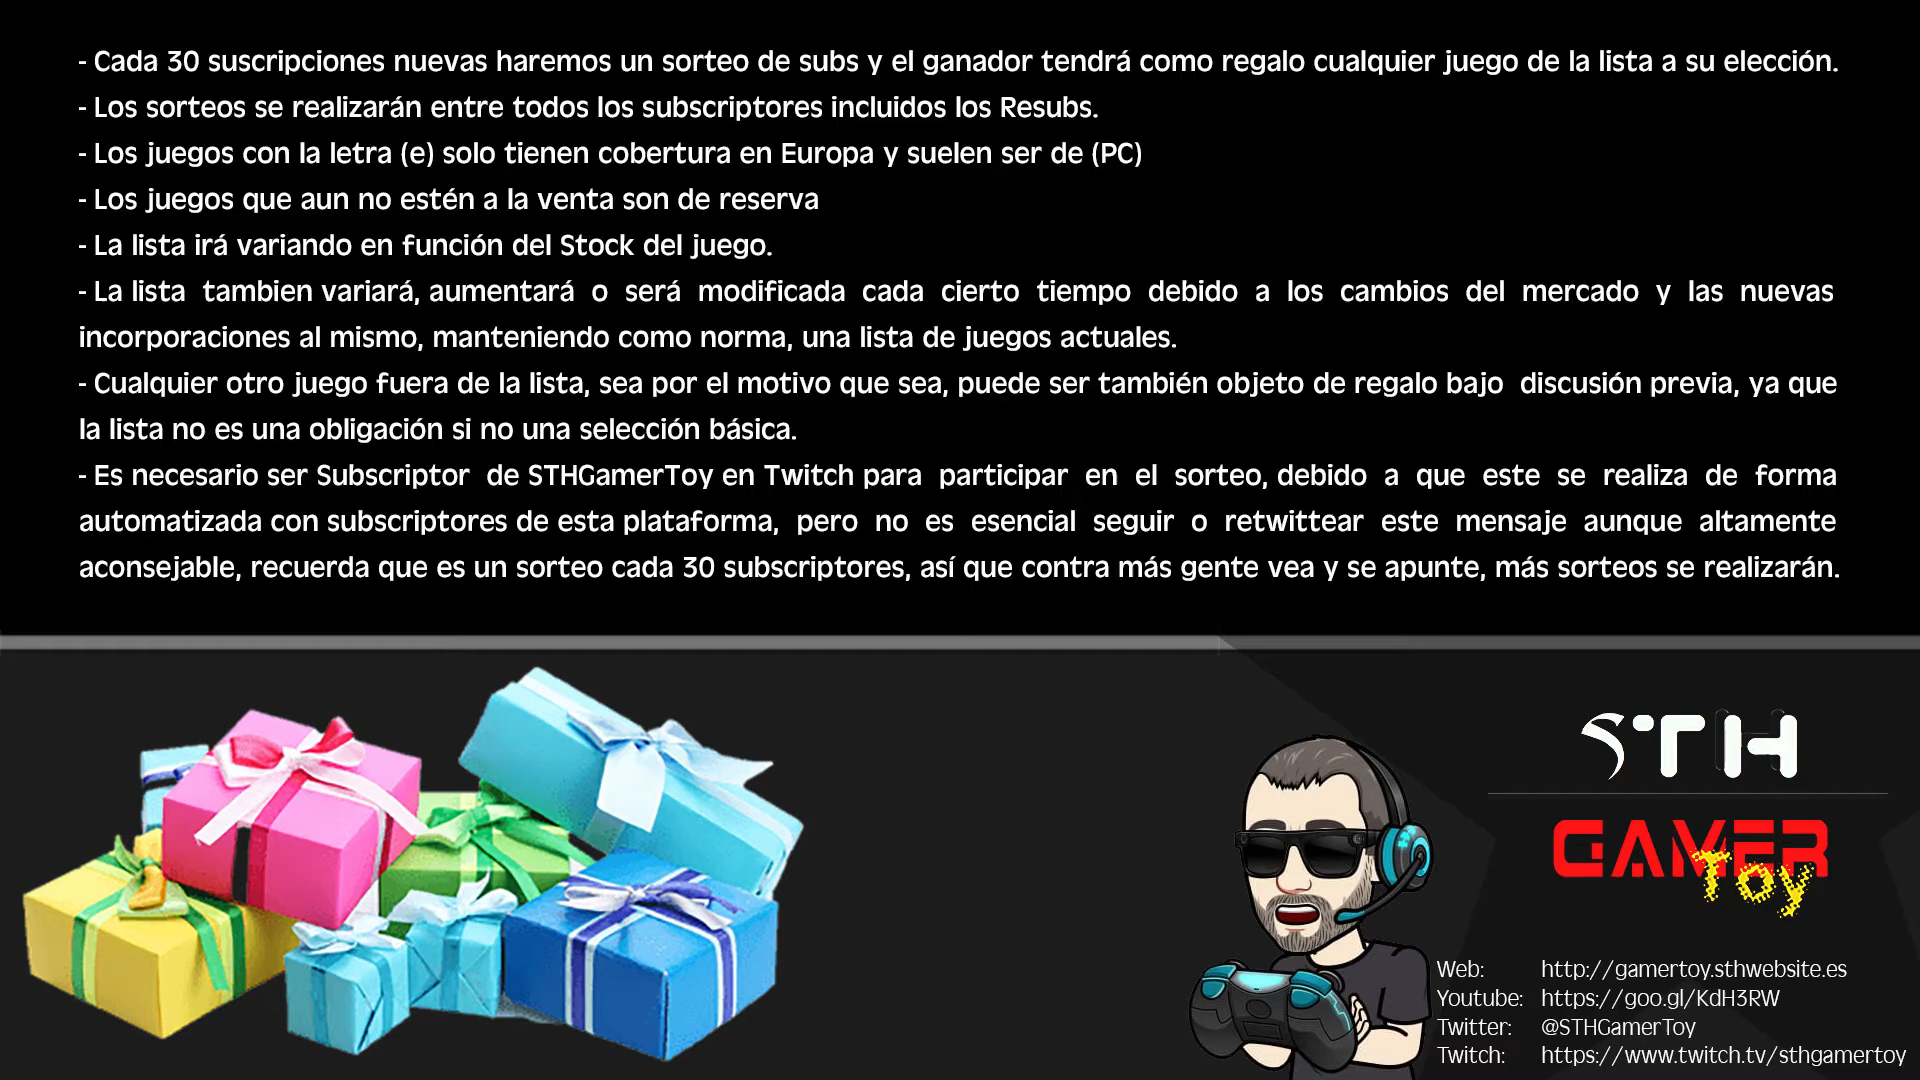 - Cada 30 suscripciones nuevas haremos un sorteo de subs y el ganador tendrá como regalo cualquier juego de la lista a su elección.
- Los sorteos se realizarán entre todos los subscriptores incluidos los Resubs.
- Los juegos con la letra (e) solo tienen cobertura en Europa y suelen ser de (PC)
- Los juegos que aun no estén a la venta son de reserva
- La lista irá variando en función del Stock del juego.
- La lista tambien variará, aumentará o será modificada cada cierto tiempo debido a los cambios del mercado y las nuevas
incorporaciones al mismo, manteniendo como norma, una lista de juegos actuales.
- Cualquier otro juego fuera de la lista, sea por el motivo que sea, puede ser también objeto de regalo bajo discusión previa, ya que
la lista no es una obligación si no una selección básica.
- Es necesario ser Subscriptor de STHGamerToy en Twitch para participar en el sorteo, debido a que este se realiza de forma
automatizada con subscriptores de esta plataforma, pero no es esencial seguir o retwittear este mensaje aunque altamente
aconsejable, recuerda que es un sorteo cada 30 subscriptores, así que contra más gente vea y se apunte, más sorteos se realizarán.
STH
GAMER
Toy
Web: http://gamertoy.sthwebsite.es
Youtube: https://goo.gl/KdH3RW
Twitter: @STHGamerToy
Twitch: https://www.twitch.tv/sthgamertoy